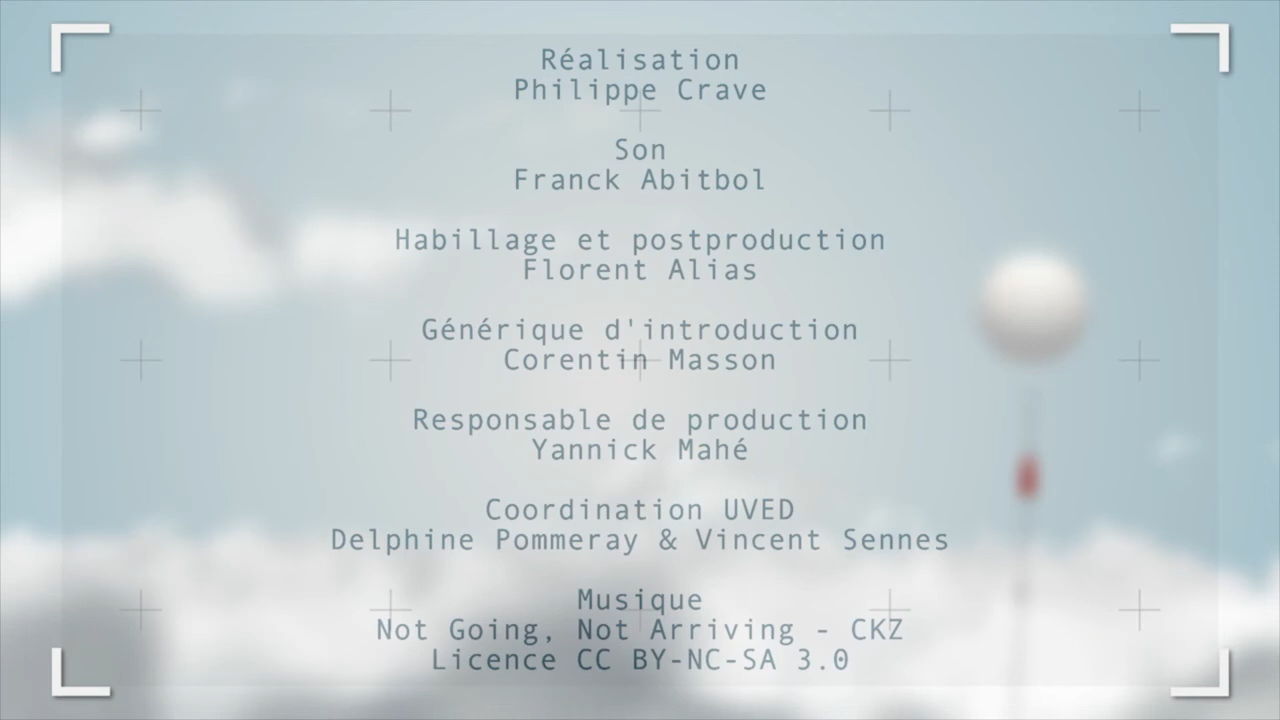 Réalisation
Philippe Crave
Son
Franck Abitbol
Habillage et postproduction
Florent Alias
Générique d'introduction
Corentin Masson
Responsable de production
Yannick Mahé
Coordination UVED
Delphine Pommeray & Vincent Sennes
Musique
Not Going, Not Arriving - CKZ
Licence CC BY-NC-SA 3.0